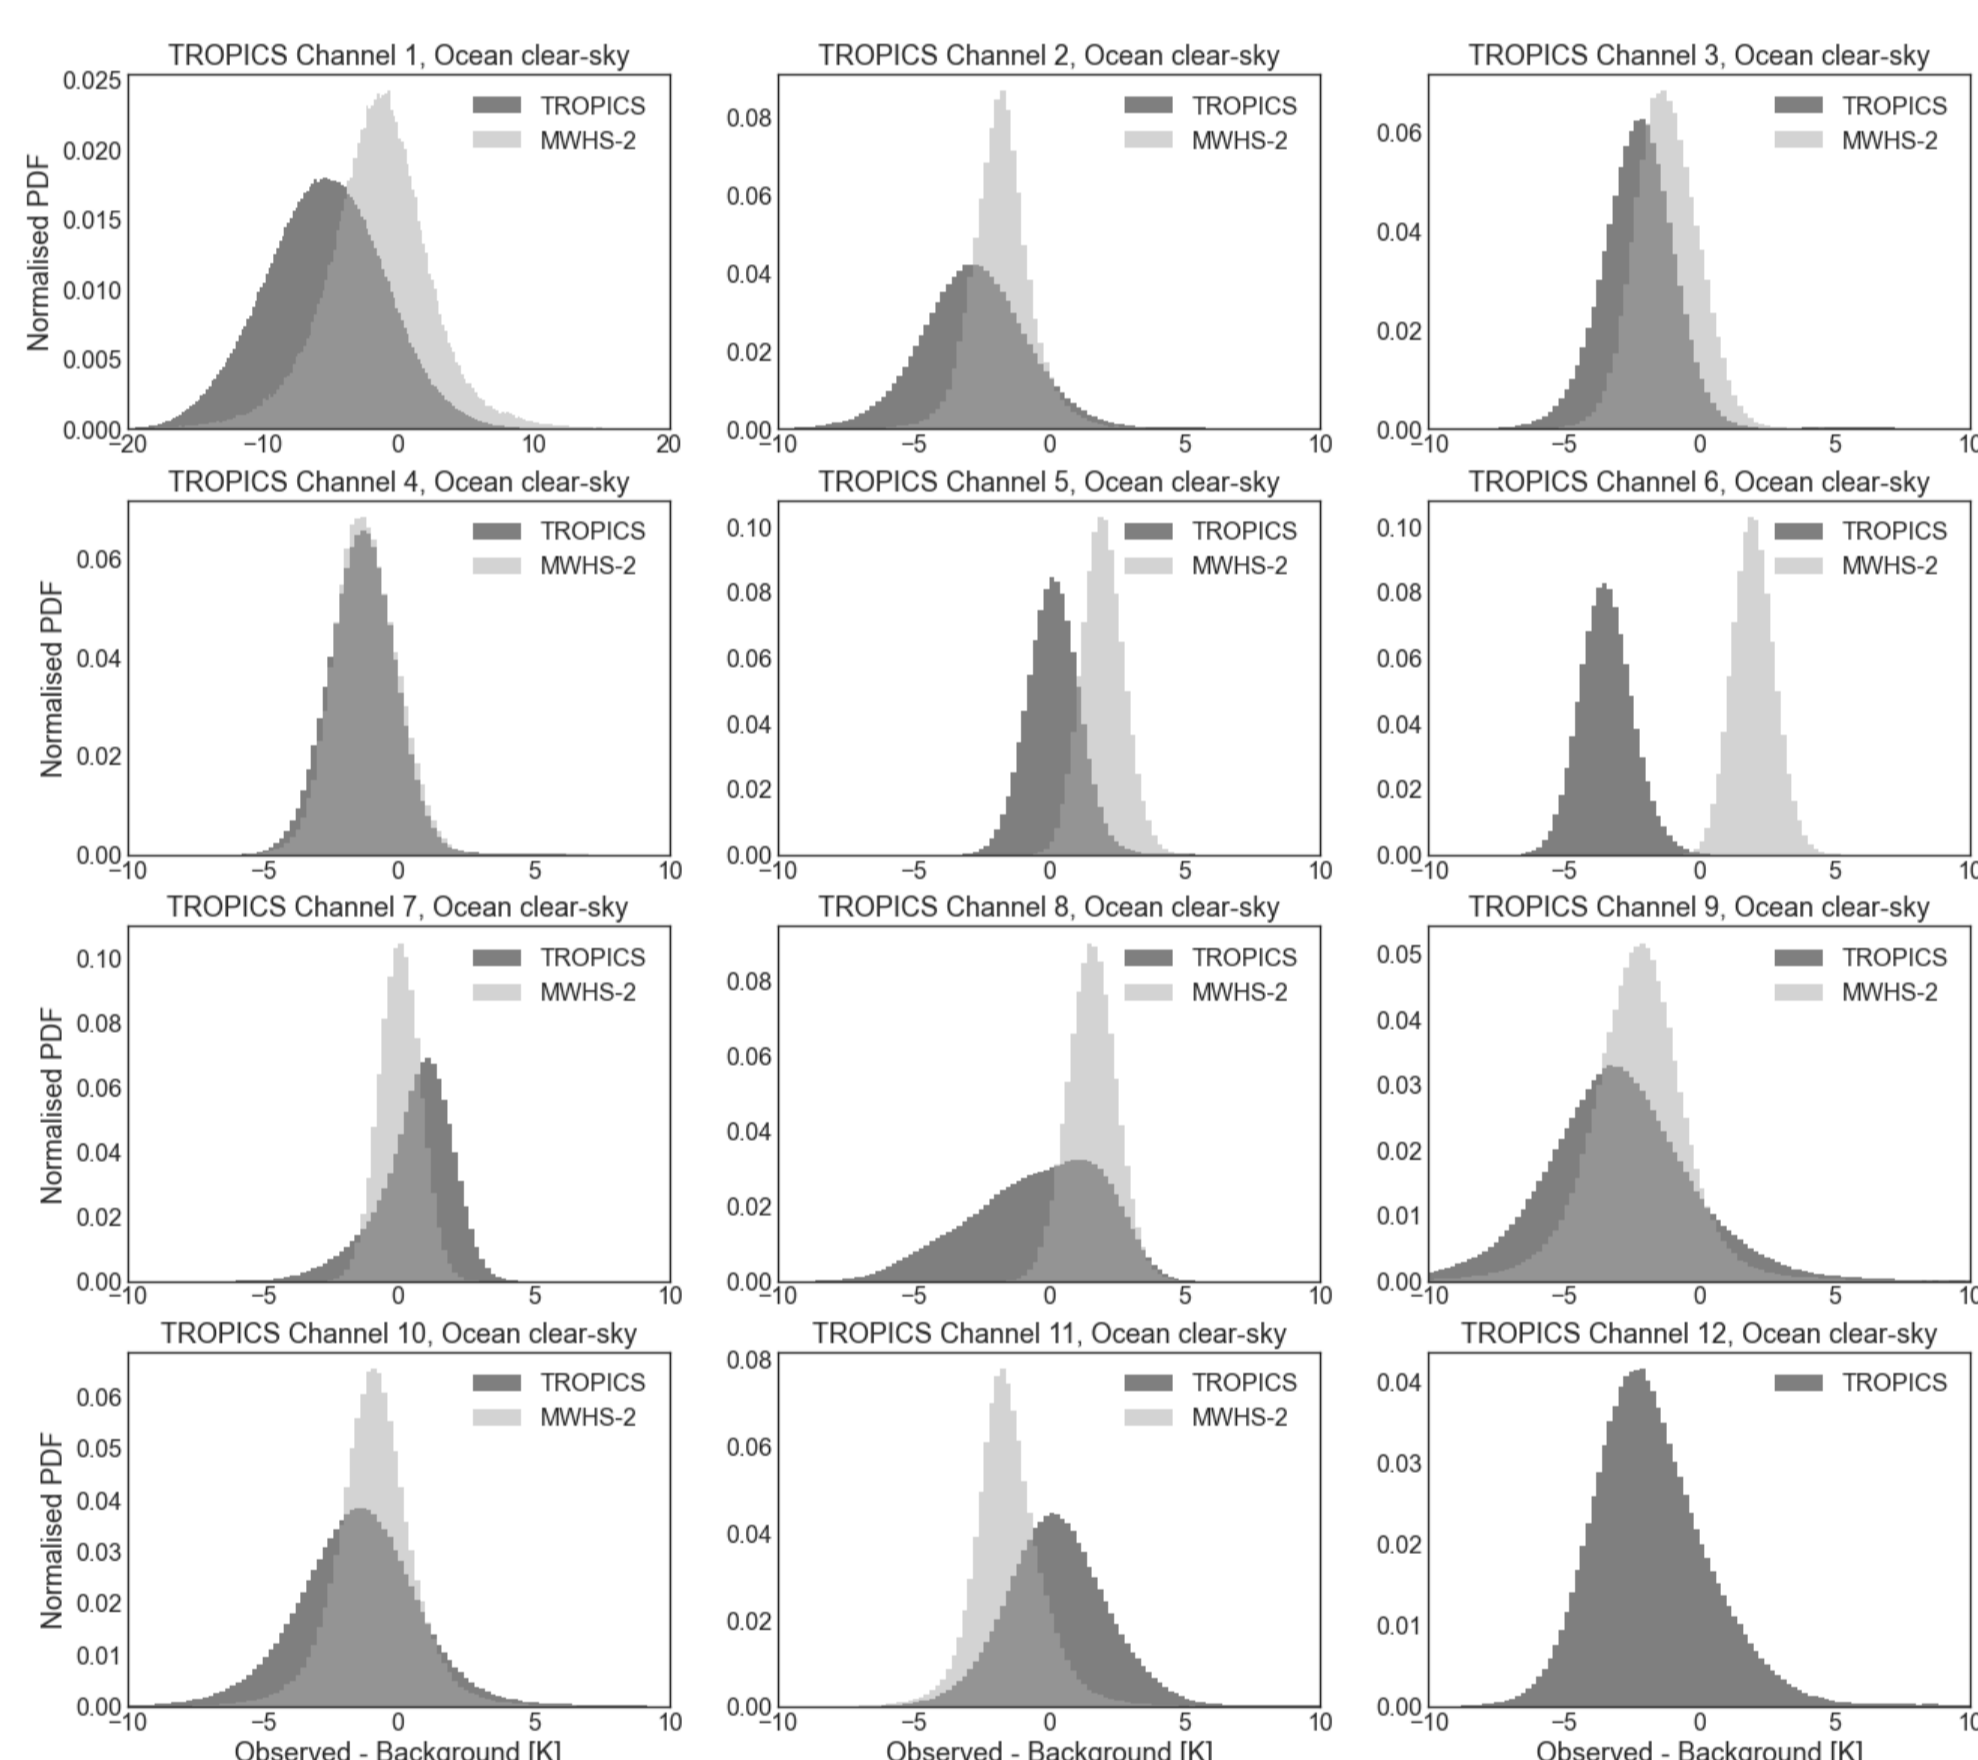 TROPICS Channel 1, Ocean clear-sky
TROPICS
MWHS-2
Normalised PDF
0.025
0.020
0.015
0.010
0.005
0.000
−20 −10 0 10 20
TROPICS Channel 2, Ocean clear-sky
TROPICS
MWHS-2
0.08
0.06
0.04
0.02
0.00
−10 −5 0 5 10
TROPICS Channel 3, Ocean clear-sky
TROPICS
MWHS-2
0.06
0.04
0.02
0.00
−10 −5 0 5 10
TROPICS Channel 4, Ocean clear-sky
TROPICS
MWHS-2
Normalised PDF
0.06
0.04
0.02
0.00
−10 −5 0 5 10
TROPICS Channel 5, Ocean clear-sky
TROPICS
MWHS-2
0.10
0.08
0.06
0.04
0.02
0.00
−10 −5 0 5 10
TROPICS Channel 6, Ocean clear-sky
TROPICS
MWHS-2
0.10
0.08
0.06
0.04
0.02
0.00
−10 −5 0 5 10
TROPICS Channel 7, Ocean clear-sky
TROPICS
MWHS-2
Normalised PDF
0.10
0.08
0.06
0.04
0.02
0.00
−10 −5 0 5 10
TROPICS Channel 8, Ocean clear-sky
TROPICS
MWHS-2
0.08
0.06
0.04
0.02
0.00
−10 −5 0 5 10
TROPICS Channel 9, Ocean clear-sky
TROPICS
MWHS-2
0.05
0.04
0.03
0.02
0.01
0.00
−10 −5 0 5 10
TROPICS Channel 10, Ocean clear-sky
TROPICS
MWHS-2
Normalised PDF
0.06
0.05
0.04
0.03
0.02
0.01
0.00
−10 −5 0 5 10
Observed - Background [K]
TROPICS Channel 11, Ocean clear-sky
TROPICS
MWHS-2
0.08
0.06
0.04
0.02
0.00
−10 −5 0 5 10
Observed - Background [K]
TROPICS Channel 12, Ocean clear-sky
TROPICS
0.04
0.03
0.02
0.01
0.00
−10 −5 0 5 10
Observed - Background [K]